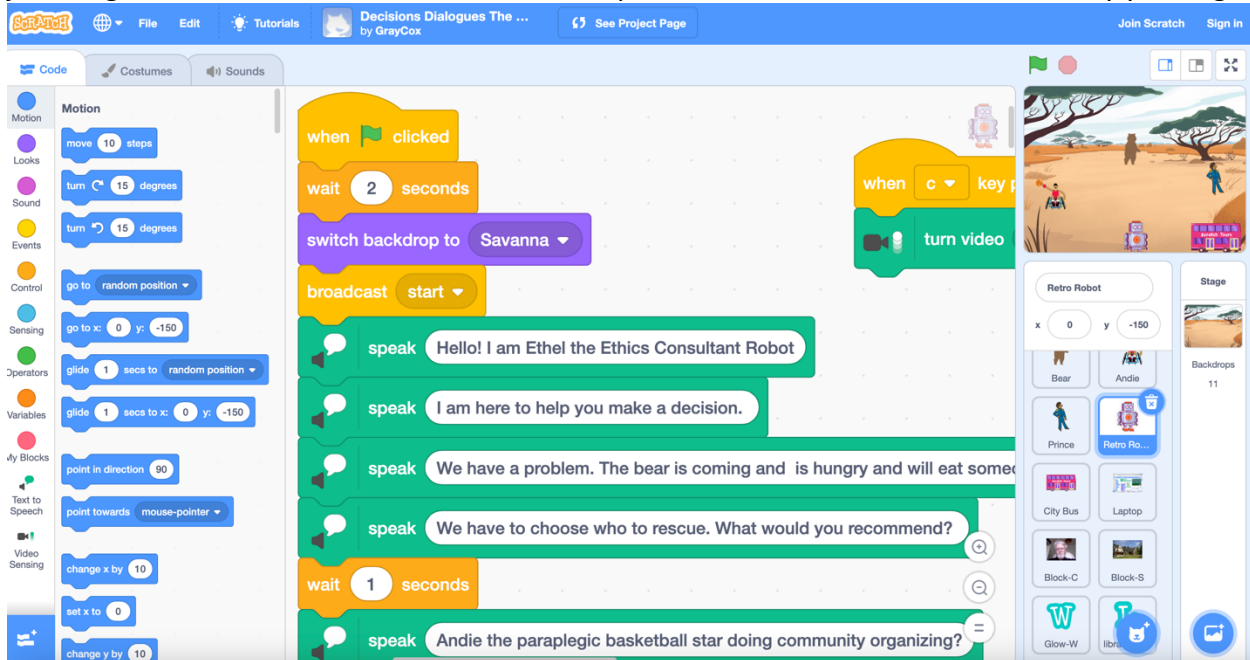 SCRATCH
File
Edit
Tutorials
Decisions Dialogues The ...
by GrayCox
See Project Page
Join Scratch
Sign in
Code
Costumes
Sounds
Motion
Looks
Sound
Events
Control
Sensing
Operators
Variables
My Blocks
Text to
Speech
Video
Sensing
Motion
move 10 steps
turn 15 degrees
turn 15 degrees
go to random position
go to x: 0 y: -150
glide 1 secs to random position
glide 1 secs to x: 0 y: -150
point in direction 90
point towards mouse-pointer
change x by 10
set x to 0
change y by 10
when clicked
wait 2 seconds
switch backdrop to Savanna
broadcast start
speak Hello! I am Ethel the Ethics Consultant Robot
speak I am here to help you make a decision.
speak We have a problem. The bear is coming and is hungry and will eat
speak We have to choose who to rescue. What would you recommend?
wait 1 seconds
speak Andie the paraplegic basketball star doing community organizing?
when c key
turn video
Scratch Tours
Retro Robot
x 0 y -150
Bear
Andie
Prince
Retro Ro...
City Bus
Laptop
Block-C
Block-S
Glow-W
Stage
Backdrops
11